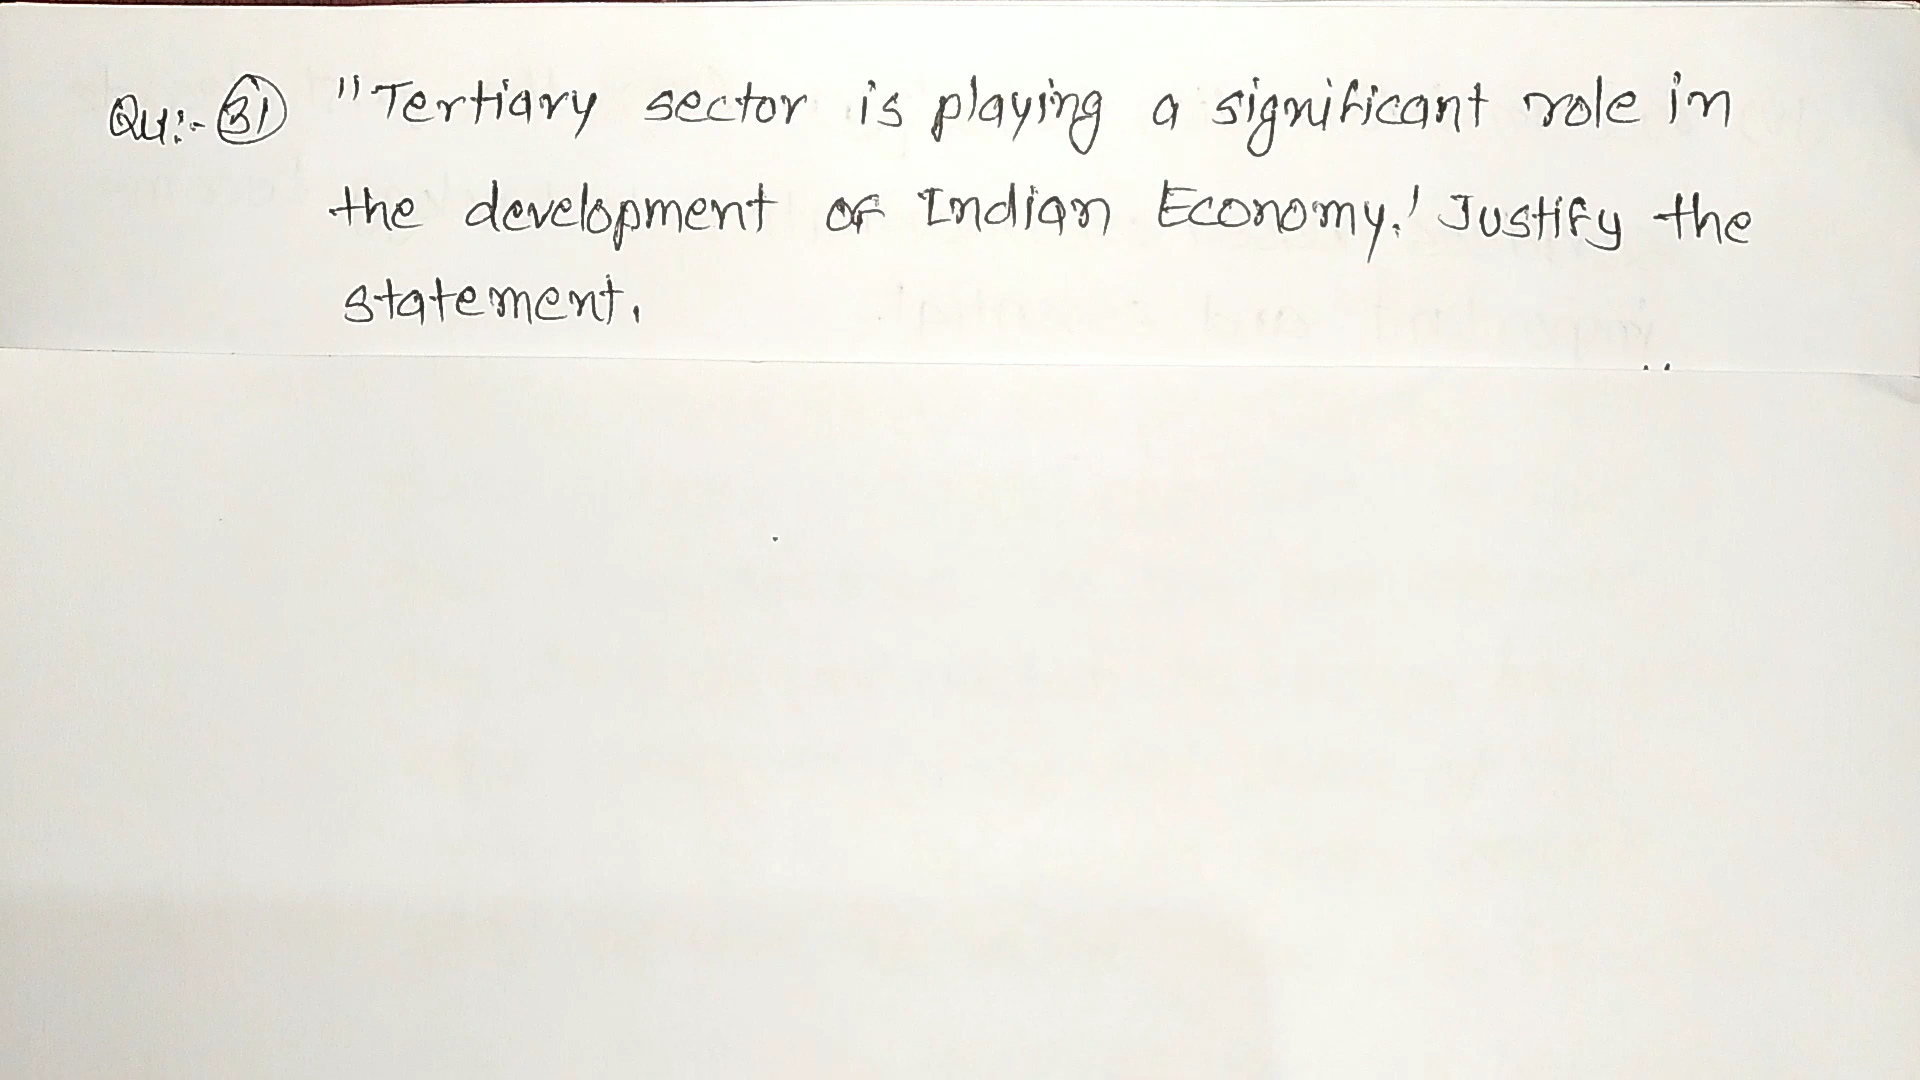 Qu:- 31 "Tertiary sector is playing a significant role in
the development of Indian Economy.' Justify the
statement.